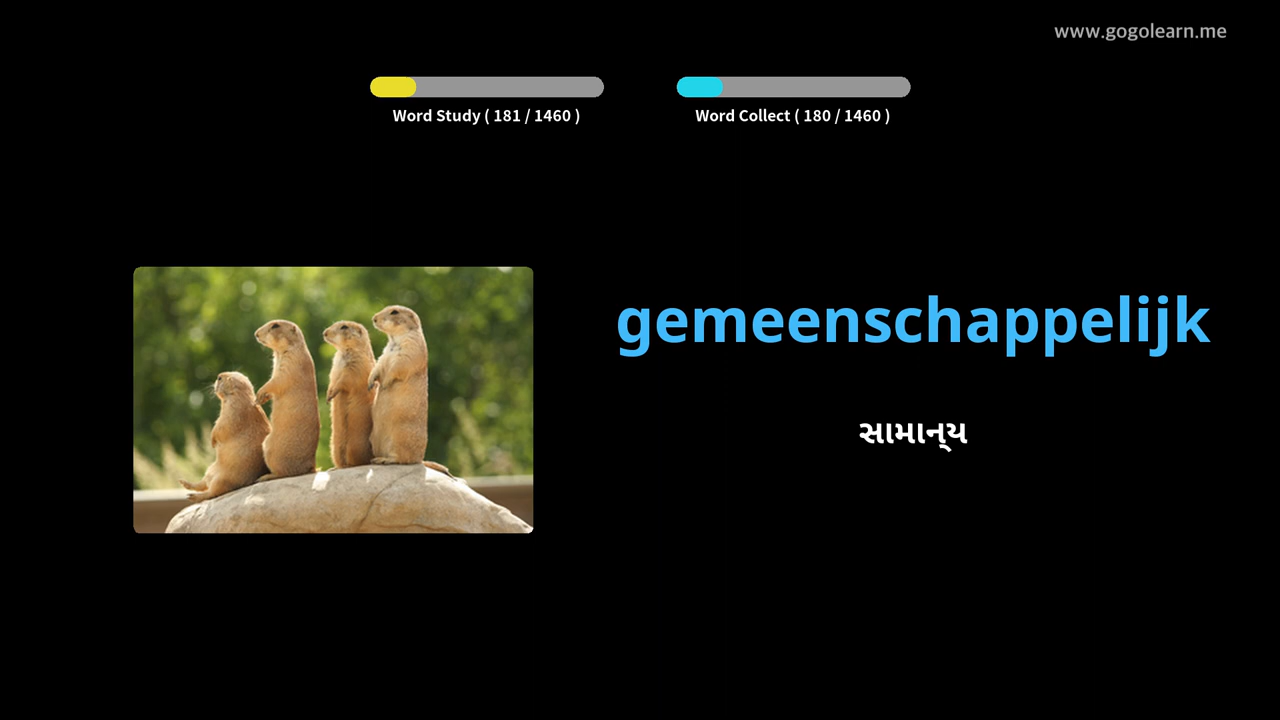 www.gogolearn.me
Word Study ( 181 / 1460 )
Word Collect ( 180 / 1460 )
gemeenschappelijk
સામાન્ય